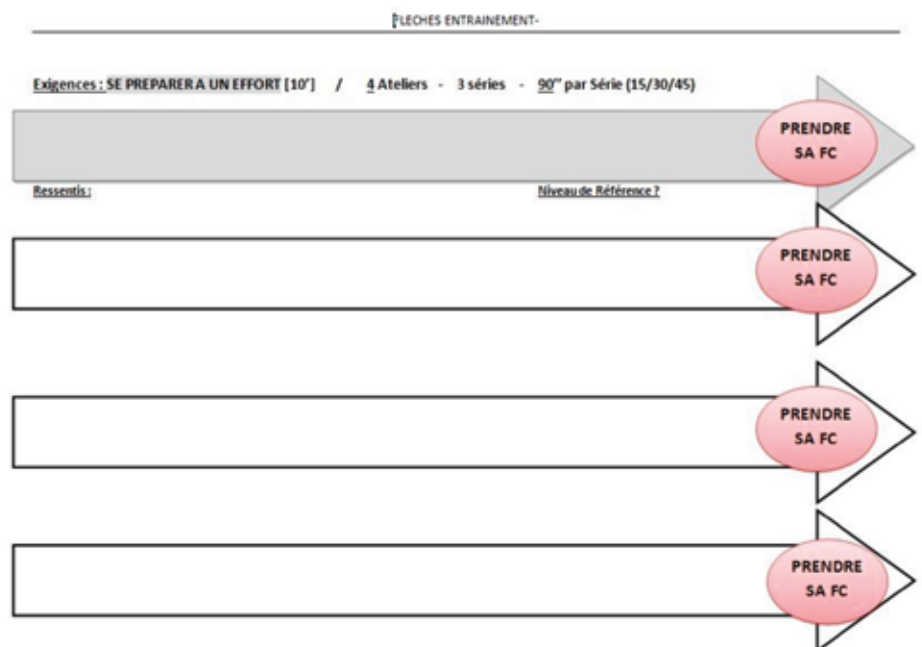 FLECHES ENTRAINEMENT-
Exigences : SE PREPARER A UN EFFORT [10'] / 4 Ateliers - 3 séries - 90'' par Série (15/30/45)
PRENDRE
SA FC
Ressentis :
Niveau de Référence ?
PRENDRE
SA FC
PRENDRE
SA FC
PRENDRE
SA FC